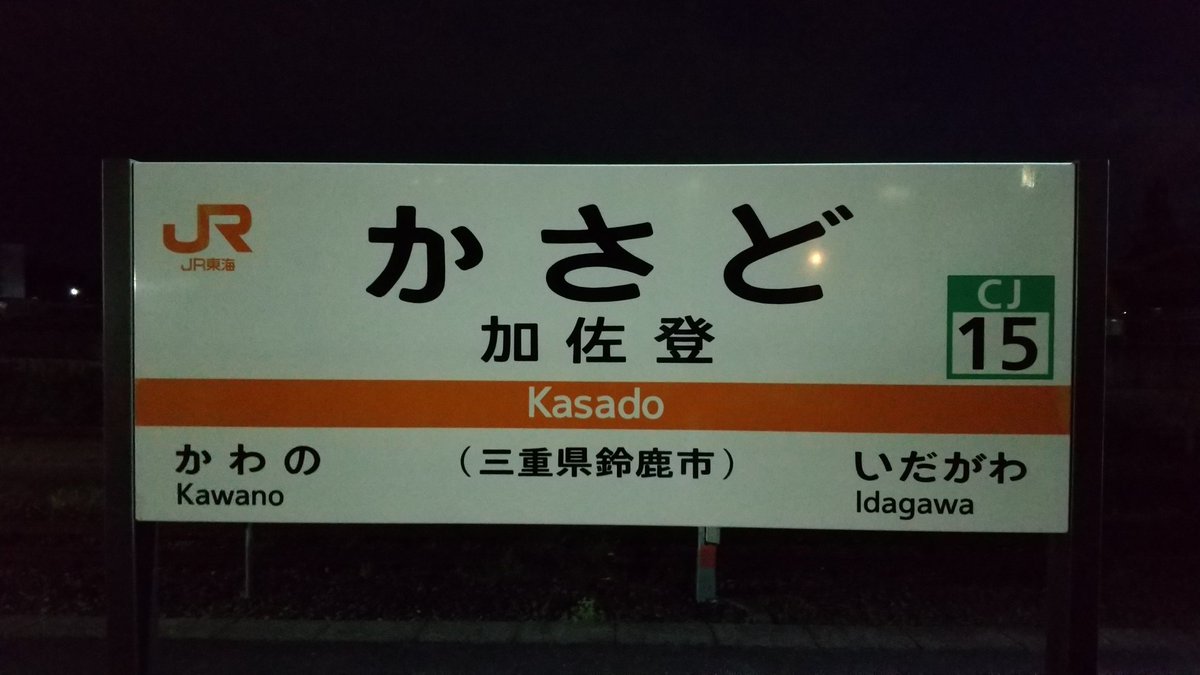 JR
JR東海
かさど
加佐登
CJ
15
Kasado
かわの
Kawano
(三重県鈴鹿市)
いだがわ
Idagawa